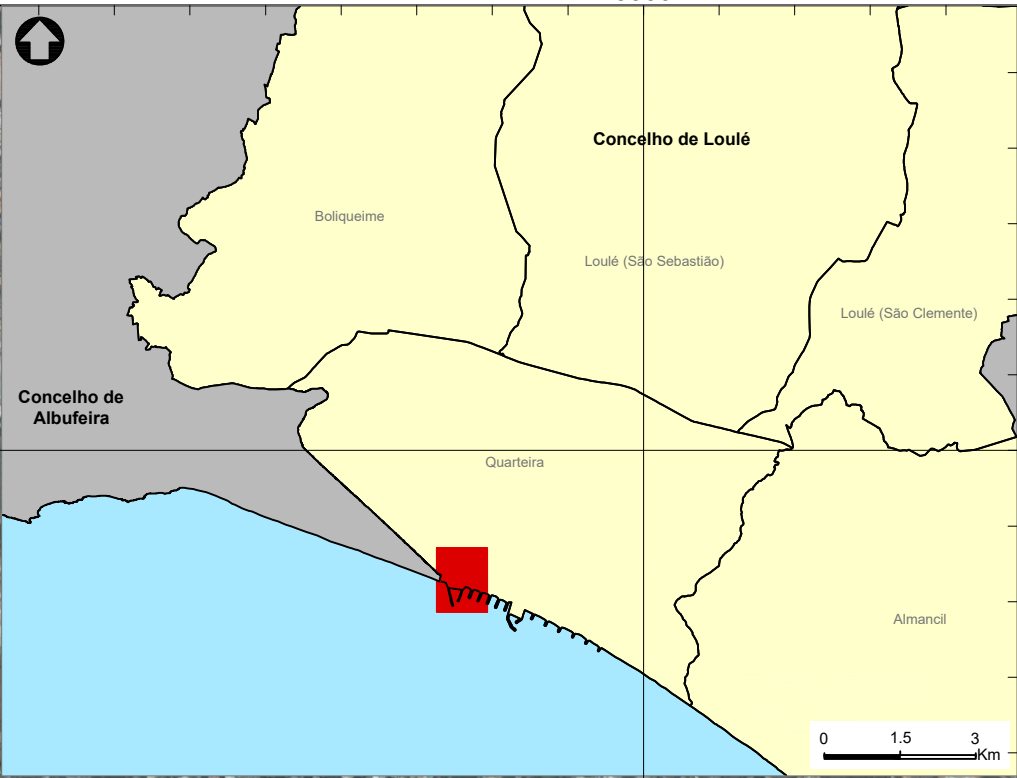 Concelho de Loulé
Boliqueime
Loulé (São Sebastião)
Loulé (São Clemente)
Concelho de
Albufeira
Quarteira
Almancil
0 1.5 3
Km